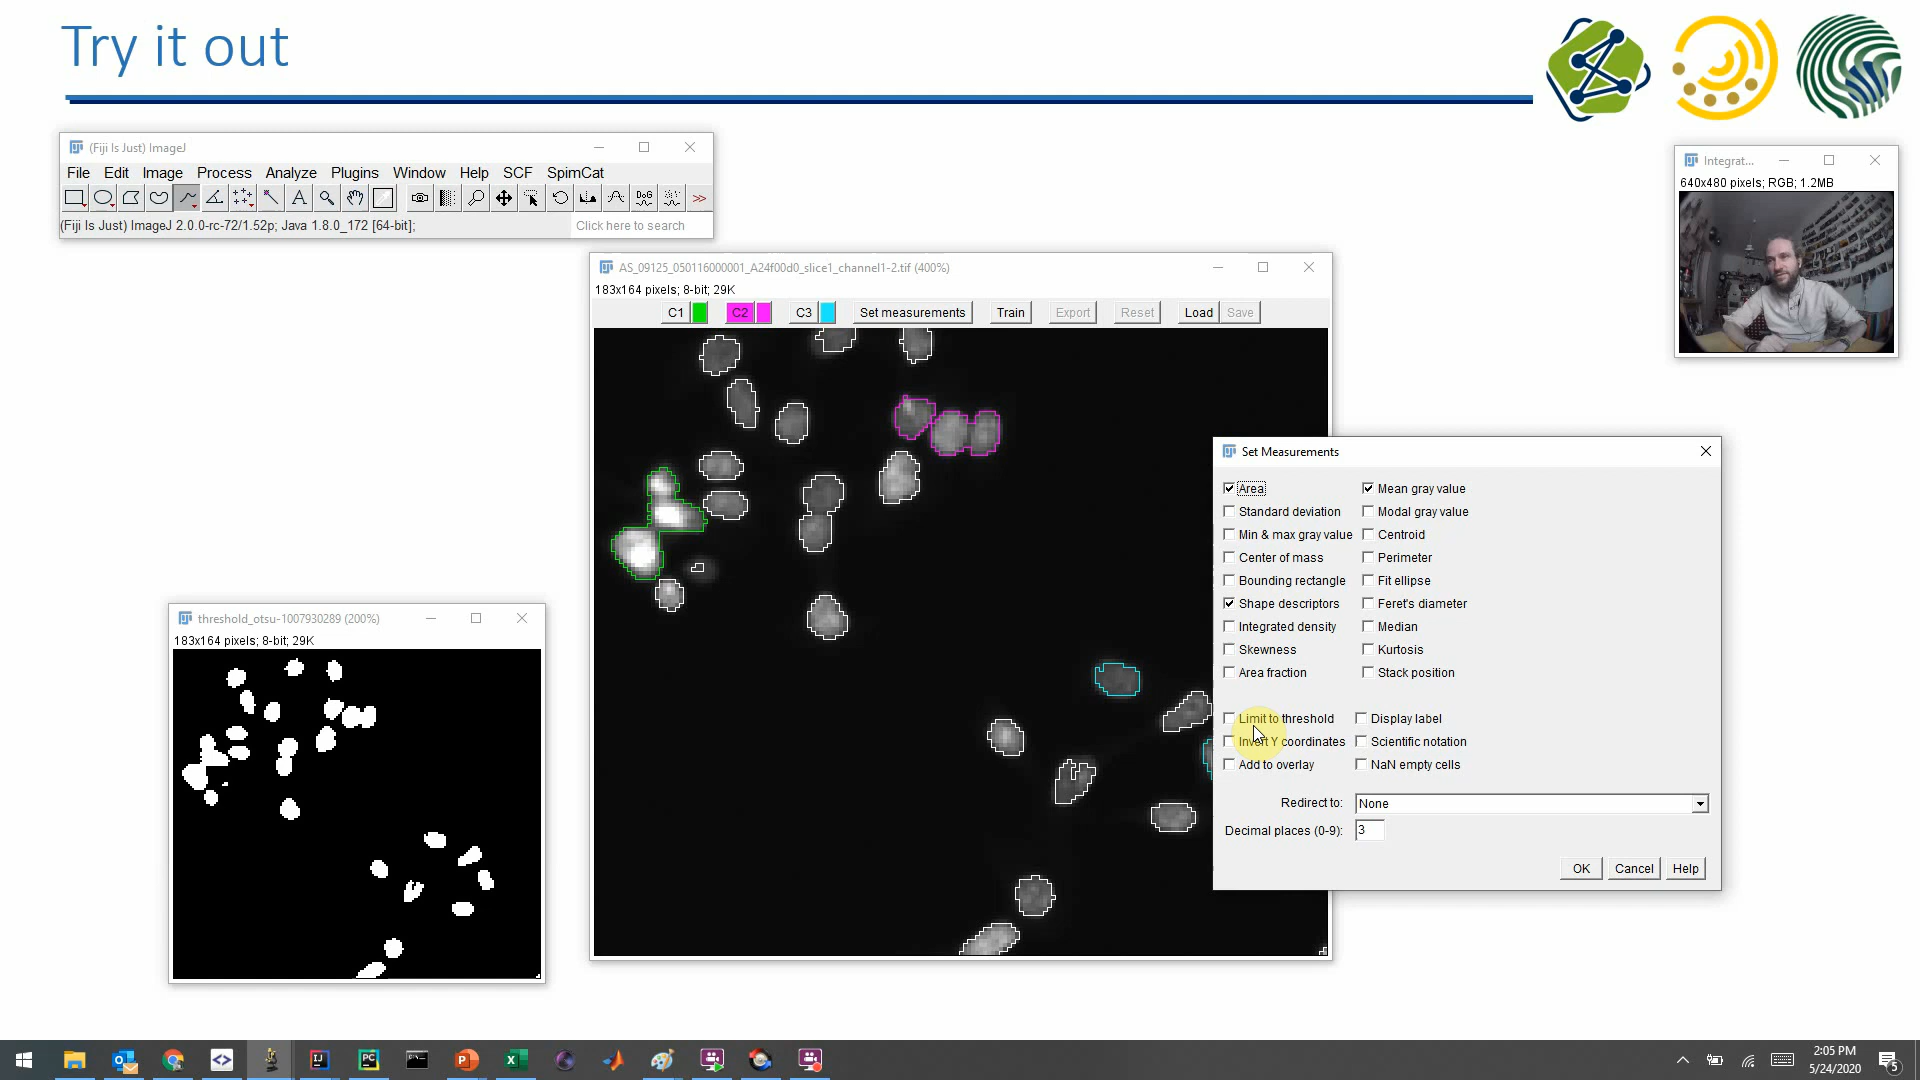 Try it out
(Fiji Is Just) ImageJ
File Edit Image Process Analyze Plugins Window Help SCF SpimCat
A DoG >>
(Fiji Is Just) ImageJ 2.0.0-rc-72/1.52p; Java 1.8.0_172 [64-bit]; Click here to search
Integrat...
640x480 pixels; RGB; 1.2MB
AS_09125_050116000001_A24f00d0_slice1_channel1-2.tif (400%)
183x164 pixels; 8-bit; 29K
C1 C2 C3 Set measurements Train Export Reset Load Save
Set Measurements
Area Mean gray value
Standard deviation Modal gray value
Min & max gray value Centroid
Center of mass Perimeter
Bounding rectangle Fit ellipse
Shape descriptors Feret's diameter
Integrated density Median
Skewness Kurtosis
Area fraction Stack position
Limit to threshold Display label
Invert Y coordinates Scientific notation
Add to overlay NaN empty cells
Redirect to: None
Decimal places (0-9): 3
OK Cancel Help
threshold_otsu-1007930289 (200%)
183x164 pixels; 8-bit; 29K
2:05 PM
5/24/2020
5